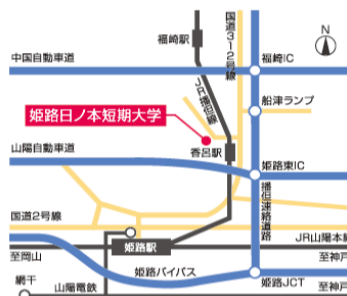 福崎駅
国道312号線
N
中国自動車道
福崎IC
JR播但線
船津ランプ
姫路日ノ本短期大学
山陽自動車道
香呂駅
姫路東IC
播但連絡道路
国道2号線
姫路駅
JR山陽本線
至岡山
至神戸
姫路バイパス
網干
山陽電鉄
姫路JCT
至神戸